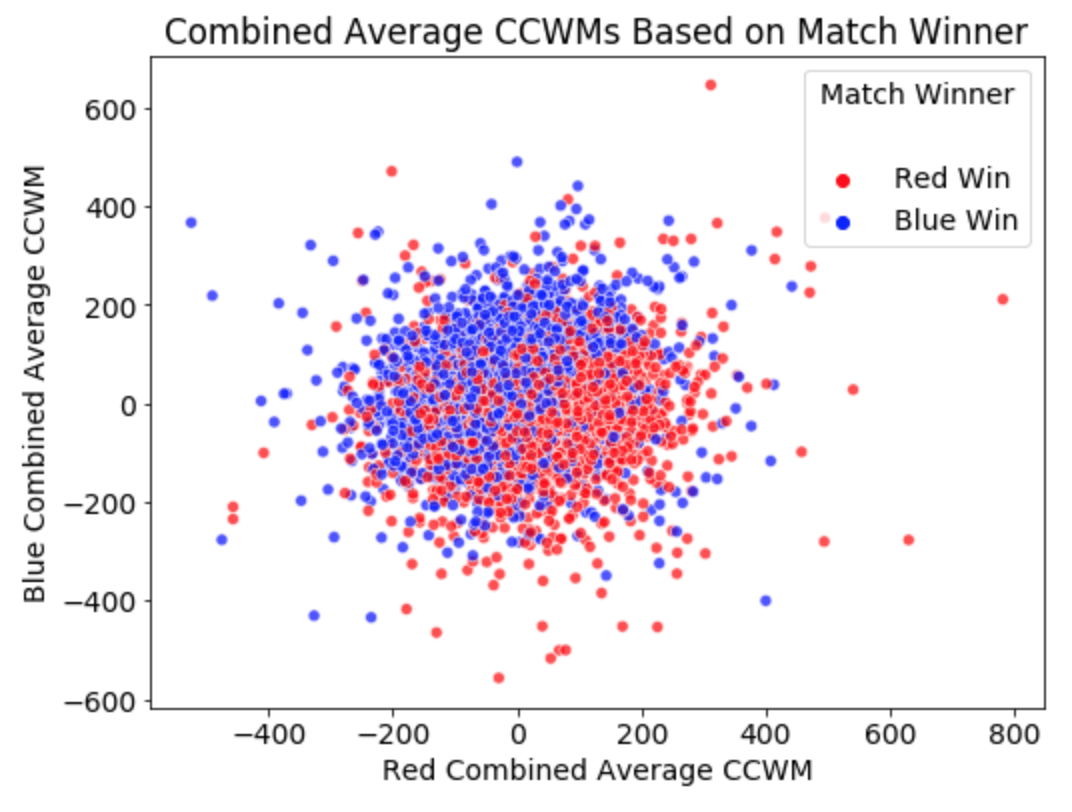 Combined Average CCWMs Based on Match Winner
Match Winner
Red Win
Blue Win
600
400
200
0
−200
−400
−600
Blue Combined Average CCWM
−400 −200 0 200 400 600 800
Red Combined Average CCWM